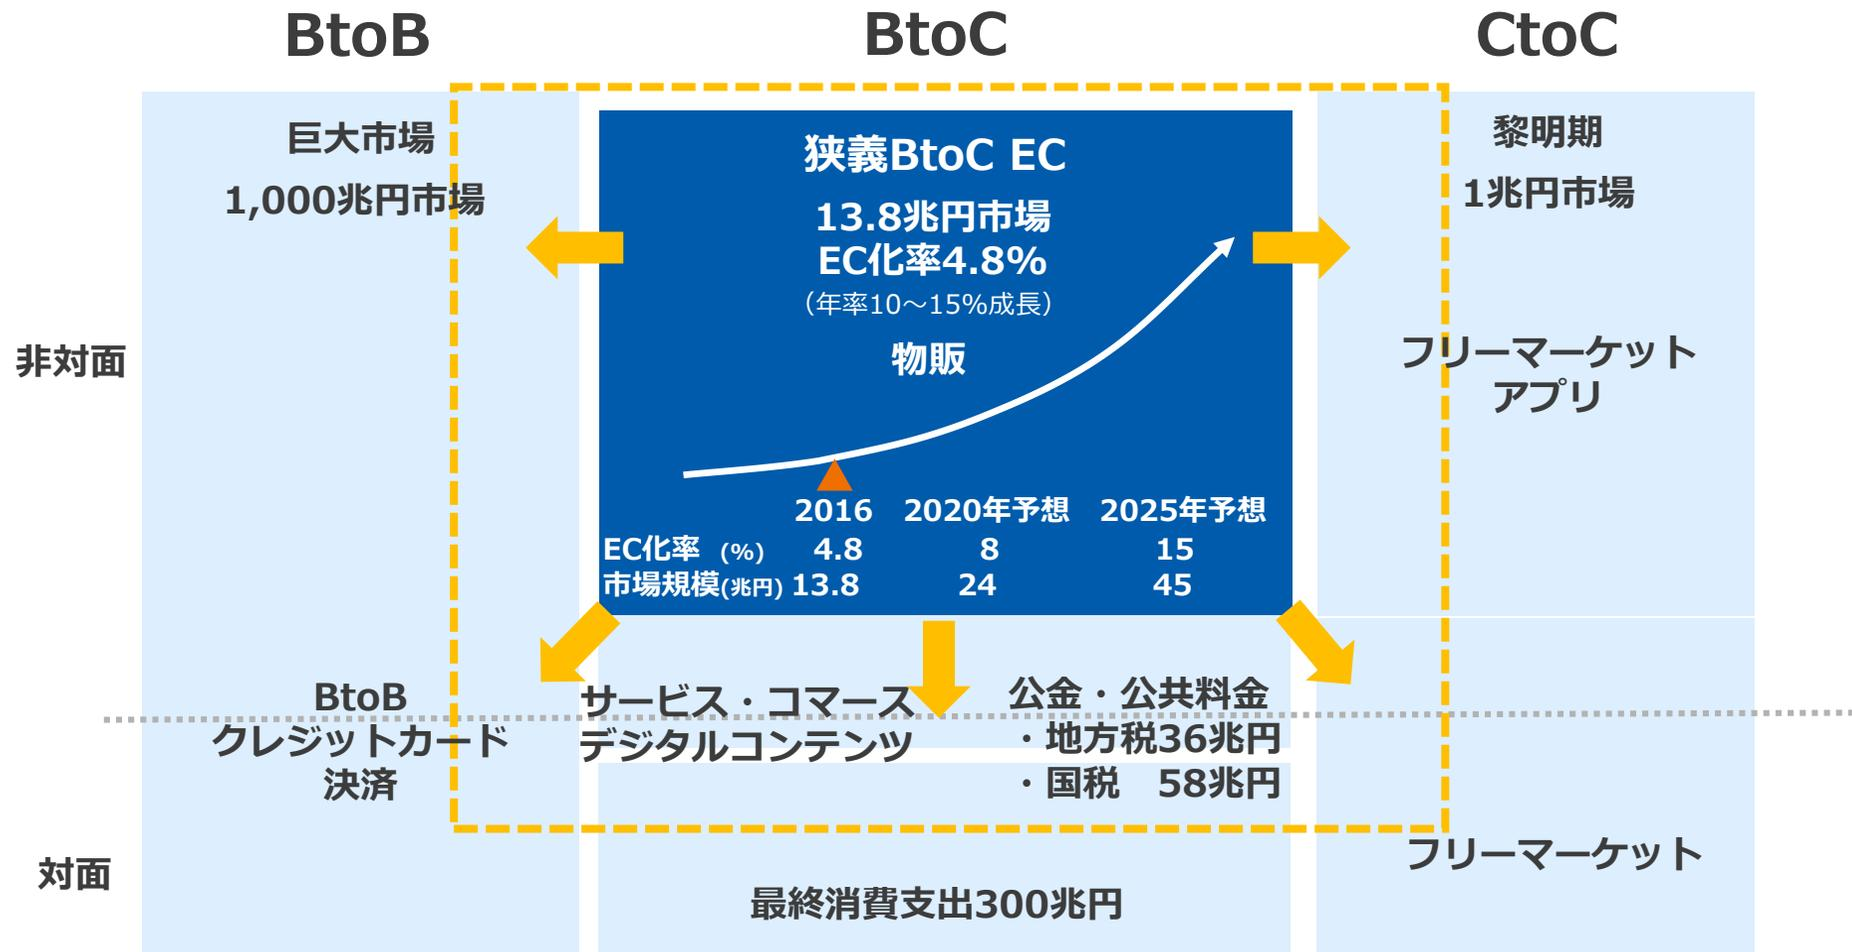 BtoB
BtoC
CtoC
巨大市場
1,000兆円市場
狭義BtoC EC
13.8兆円市場
EC化率4.8%
（年率10～15%成長）
物販
黎明期
1兆円市場
非対面
フリーマーケット
アプリ
2016 2020年予想 2025年予想
EC化率 (%) 4.8 8 15
市場規模(兆円) 13.8 24 45
BtoB
クレジットカード
決済
サービス・コマース
デジタルコンテンツ
公金・公共料金
・地方税36兆円
・国税　58兆円
対面
フリーマーケット
最終消費支出300兆円